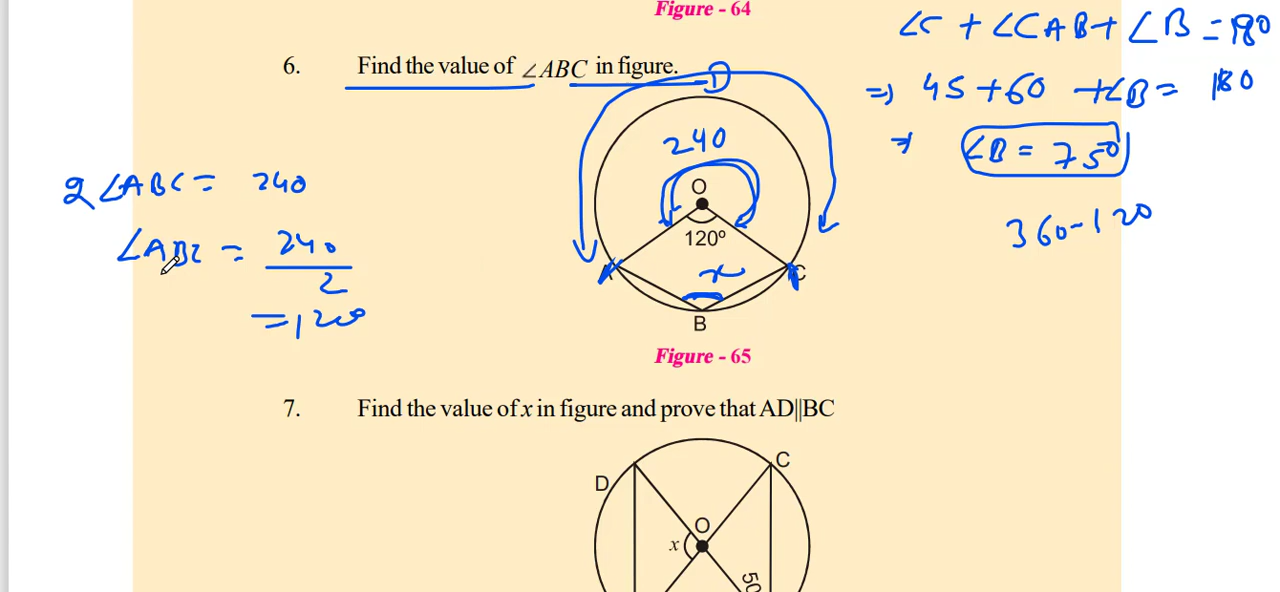 Figure - 64
∠C + ∠CAB + ∠B = 180
6. Find the value of ∠ABC in figure.
D
⇒ 45 + 60 + ∠B = 180
240
⇒ ∠B = 75°
2∠ABC = 240
O
360 - 120
120º
∠ABC = 240
2
= 120
x
A
C
B
Figure - 65
7. Find the value of x in figure and prove that AD||BC
C
D
O
x
50